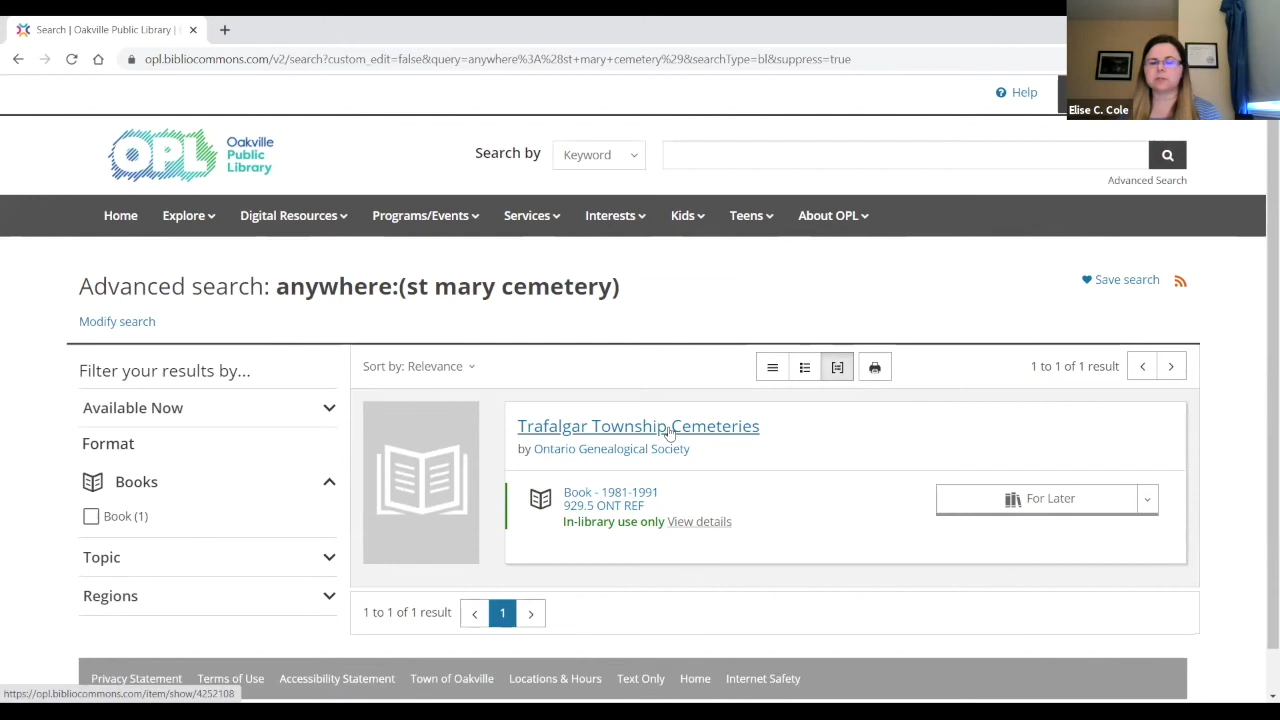 Search | Oakville Public Library |
opl.bibliocommons.com/v2/search?custom_edit=false&query=anywhere%3A%28st+mary+cemetery%29&searchType=bl&suppress=true
Elise C. Cole
Help
OPL Oakville Public Library
Search by Keyword
Advanced Search
Home Explore Digital Resources Programs/Events Services Interests Kids Teens About OPL
Advanced search: anywhere:(st mary cemetery)
Save search
Modify search
Filter your results by...
Available Now
Format
Books
Book (1)
Topic
Regions
Sort by: Relevance
1 to 1 of 1 result
Trafalgar Township Cemeteries
by Ontario Genealogical Society
Book - 1981-1991
929.5 ONT REF
In-library use only View details
For Later
1 to 1 of 1 result 1
Privacy Statement Terms of Use Accessibility Statement Town of Oakville Locations & Hours Text Only Home Internet Safety
https://opl.bibliocommons.com/item/show/4252108